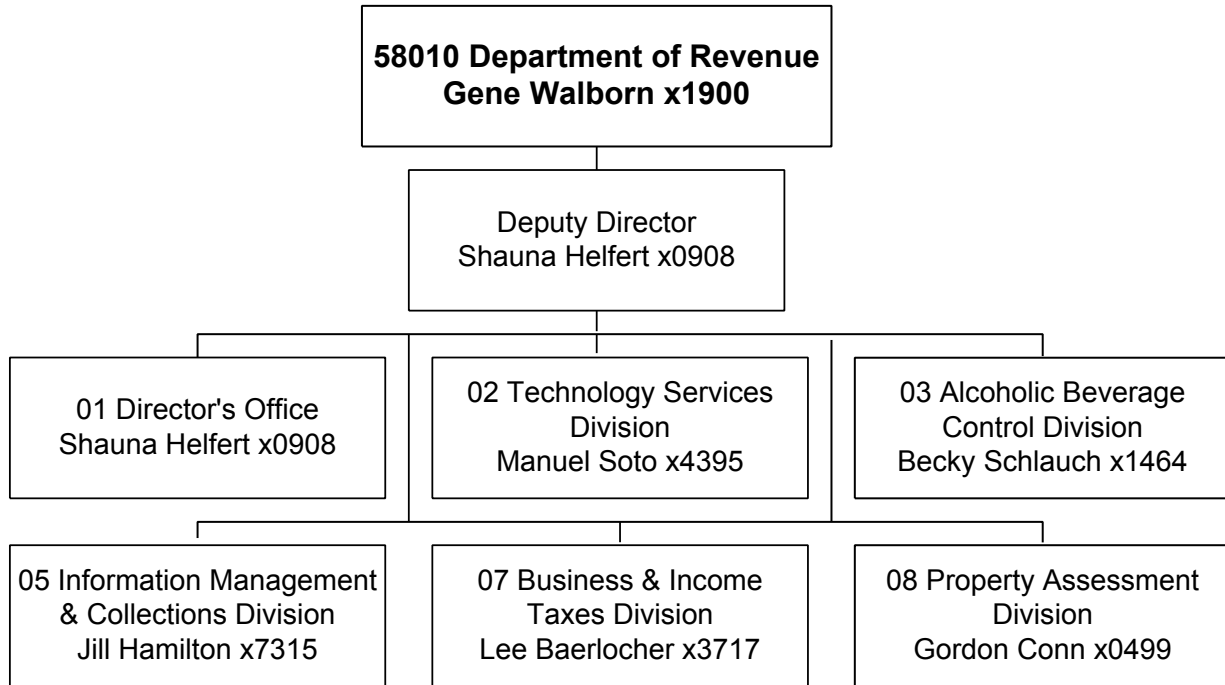 58010 Department of Revenue
Gene Walborn x1900
Deputy Director
Shauna Helfert x0908
01 Director's Office
Shauna Helfert x0908
02 Technology Services
Division
Manuel Soto x4395
03 Alcoholic Beverage
Control Division
Becky Schlauch x1464
05 Information Management
& Collections Division
Jill Hamilton x7315
07 Business & Income
Taxes Division
Lee Baerlocher x3717
08 Property Assessment
Division
Gordon Conn x0499